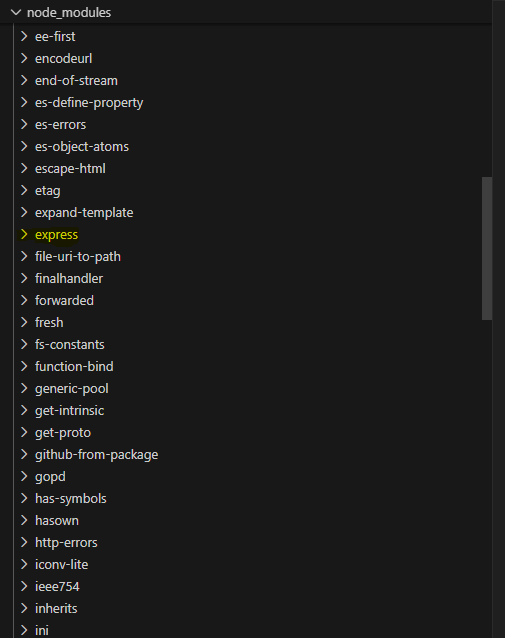 node_modules
ee-first
encodeurl
end-of-stream
es-define-property
es-errors
es-object-atoms
escape-html
etag
expand-template
express
file-uri-to-path
finalhandler
forwarded
fresh
fs-constants
function-bind
generic-pool
get-intrinsic
get-proto
github-from-package
gopd
has-symbols
hasown
http-errors
iconv-lite
ieee754
inherits
ini